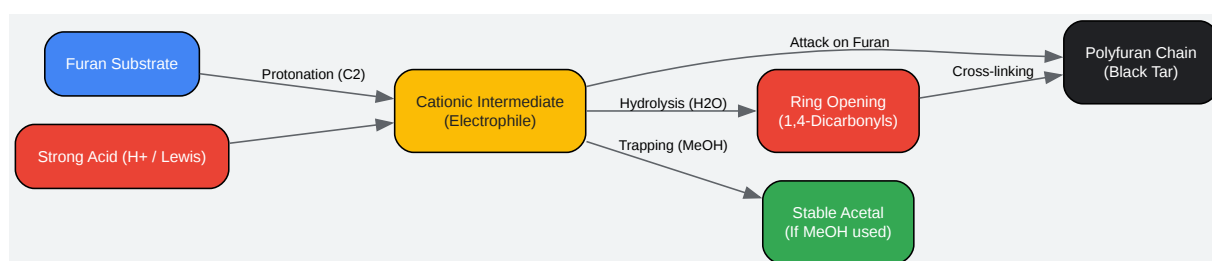 Furan Substrate
Strong Acid (H+ / Lewis)
Protonation (C2)
Cationic Intermediate
(Electrophile)
Attack on Furan
Hydrolysis (H2O)
Trapping (MeOH)
Ring Opening
(1,4-Dicarbonyls)
Cross-linking
Stable Acetal
(If MeOH used)
Polyfuran Chain
(Black Tar)